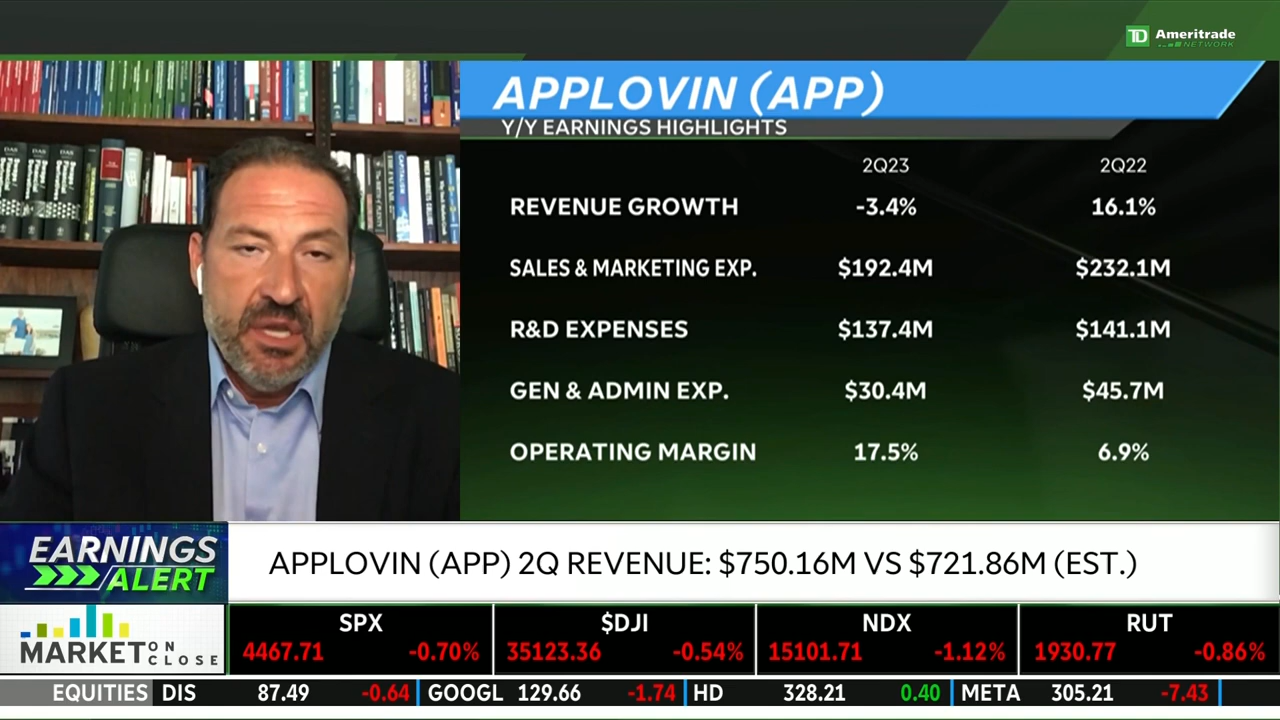 TD Ameritrade
NETWORK
APPLOVIN (APP)
Y/Y EARNINGS HIGHLIGHTS
2Q23 2Q22
REVENUE GROWTH -3.4% 16.1%
SALES & MARKETING EXP. $192.4M $232.1M
R&D EXPENSES $137.4M $141.1M
GEN & ADMIN EXP. $30.4M $45.7M
OPERATING MARGIN 17.5% 6.9%
EARNINGS
ALERT
APPLOVIN (APP) 2Q REVENUE: $750.16M VS $721.86M (EST.)
MARKET ON CLOSE
SPX $DJI NDX RUT
4467.71 -0.70% 35123.36 -0.54% 15101.71 -1.12% 1930.77 -0.86%
EQUITIES DIS 87.49 -0.64 GOOGL 129.66 -1.74 HD 328.21 0.40 META 305.21 -7.43